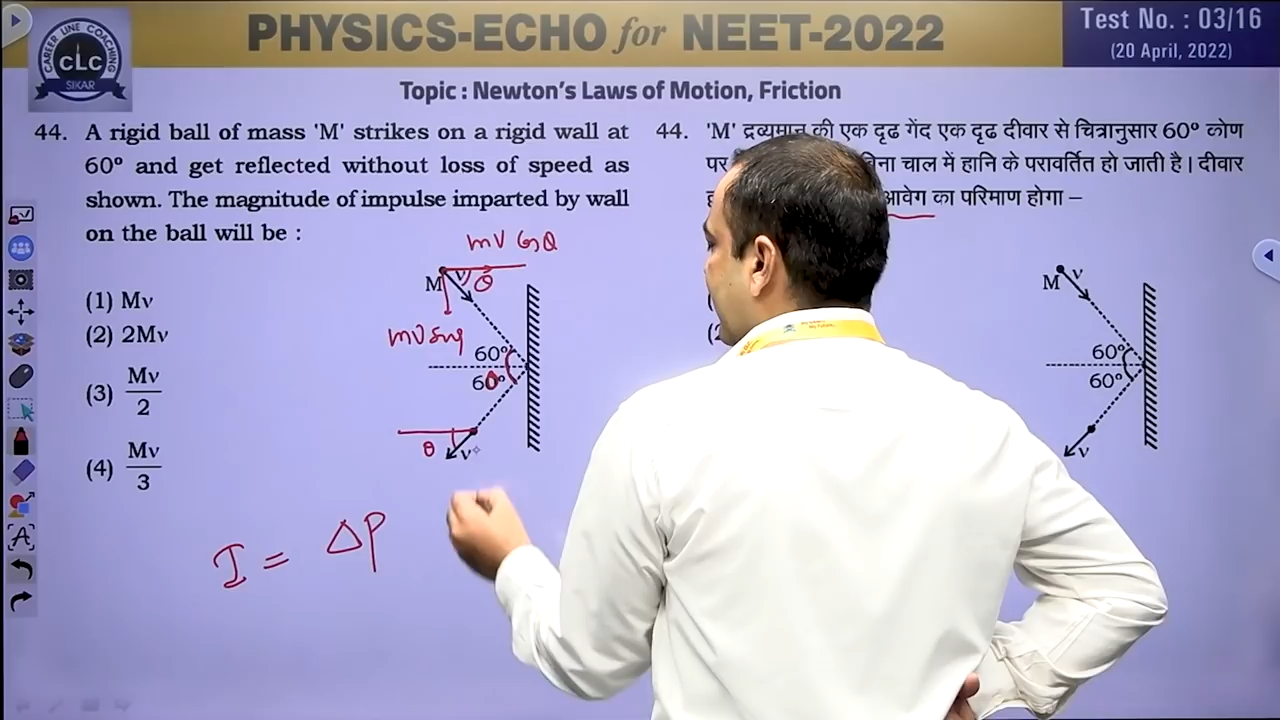 PHYSICS-ECHO for NEET-2022
Test No. : 03/16
(20 April, 2022)
CAREER LINE COACHING
CLC
SIKAR
Topic : Newton's Laws of Motion, Friction
44. A rigid ball of mass 'M' strikes on a rigid wall at
60° and get reflected without loss of speed as
shown. The magnitude of impulse imparted by wall
on the ball will be :
(1) Mv
(2) 2Mv
(3) Mv/2
(4) Mv/3
mv cosθ
M v θ
mv sinθ
60°
60°
θ v
I = ΔP
44. 'M' द्रव्यमान की एक दृढ गेंद एक दृढ दीवार से चित्रानुसार 60° कोण
पर बिना चाल में हानि के परावर्तित हो जाती है। दीवार
आवेग का परिमाण होगा –
M v
60°
60°
v